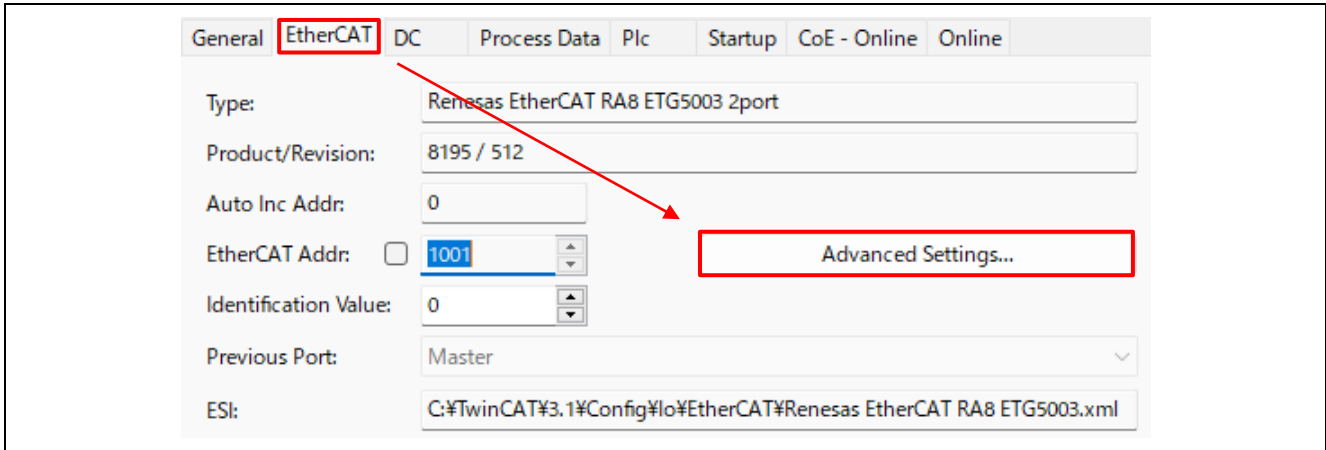 General EtherCAT DC Process Data Plc Startup CoE - Online Online
Type: Renesas EtherCAT RA8 ETG5003 2port
Product/Revision: 8195 / 512
Auto Inc Addr: 0
EtherCAT Addr: 1001 Advanced Settings...
Identification Value: 0
Previous Port: Master
ESI: C:¥TwinCAT¥3.1¥Config¥Io¥EtherCAT¥Renesas EtherCAT RA8 ETG5003.xml